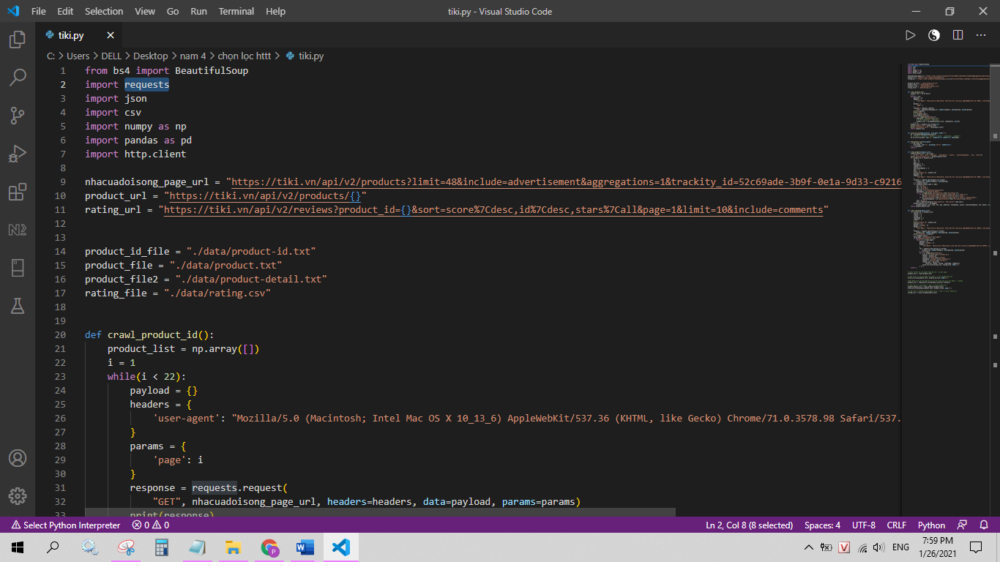 File Edit Selection View Go Run Terminal Help tiki.py - Visual Studio Code
tiki.py
C: > Users > DELL > Desktop > nam 4 > chọn lọc httt > tiki.py
1 from bs4 import BeautifulSoup
2 import requests
3 import json
4 import csv
5 import numpy as np
6 import pandas as pd
7 import http.client
8
9 nhacuadoisong_page_url = "https://tiki.vn/api/v2/products?limit=48&include=advertisement&aggregations=1&trackity_id=52c69ade-3b9f-0e1a-9d33-c9216
10 product_url = "https://tiki.vn/api/v2/products/{}"
11 rating_url = "https://tiki.vn/api/v2/reviews?product_id={}&sort=score%7Cdesc,id%7Cdesc,stars%7Call&page=1&limit=10&include=comments"
12
13
14 product_id_file = "./data/product-id.txt"
15 product_file = "./data/product.txt"
16 product_file2 = "./data/product-detail.txt"
17 rating_file = "./data/rating.csv"
18
19
20 def crawl_product_id():
21 product_list = np.array([])
22 i = 1
23 while(i < 22):
24 payload = {}
25 headers = {
26 'user-agent': "Mozilla/5.0 (Macintosh; Intel Mac OS X 10_13_6) AppleWebKit/537.36 (KHTML, like Gecko) Chrome/71.0.3578.98 Safari/537.
27 }
28 params = {
29 'page': i
30 }
31 response = requests.request(
32 "GET", nhacuadoisong_page_url, headers=headers, data=payload, params=params)
33 print(response)
Select Python Interpreter 0 0 Ln 2, Col 8 (8 selected) Spaces: 4 UTF-8 CRLF Python
ENG 7:59 PM
1/26/2021